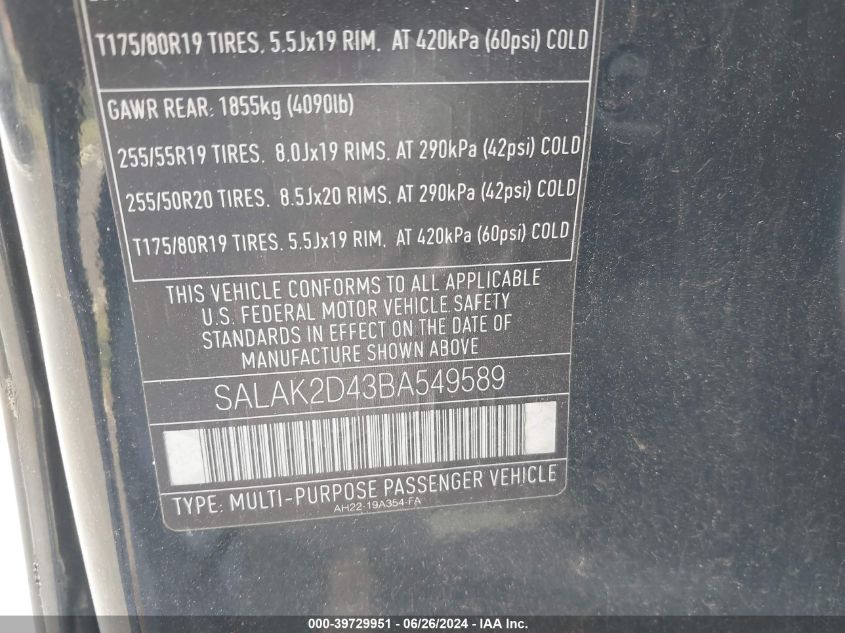 T175/80R19 TIRES, 5.5Jx19 RIM, AT 420kPa (60psi) COLD
GAWR REAR: 1855kg (4090lb)
255/55R19 TIRES, 8.0Jx19 RIMS, AT 290kPa (42psi) COLD
255/50R20 TIRES, 8.5Jx20 RIMS, AT 290kPa (42psi) COLD
T175/80R19 TIRES, 5.5Jx19 RIM, AT 420kPa (60psi) COLD
THIS VEHICLE CONFORMS TO ALL APPLICABLE
U.S. FEDERAL MOTOR VEHICLE SAFETY
STANDARDS IN EFFECT ON THE DATE OF
MANUFACTURE SHOWN ABOVE
SALAK2D43BA549589
TYPE: MULTI-PURPOSE PASSENGER VEHICLE
AH22-19A354-FA
000-39729951 - 06/26/2024 - IAA Inc.